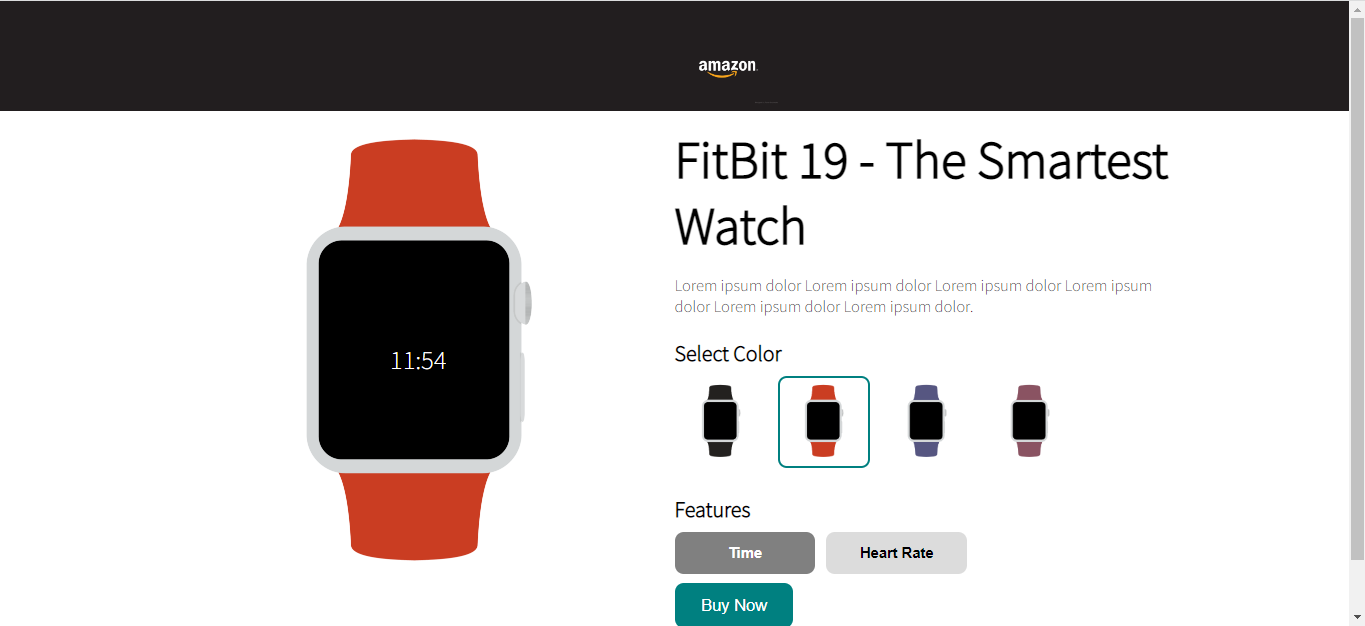 amazon
FitBit 19 - The Smartest
Watch
Lorem ipsum dolor Lorem ipsum dolor Lorem ipsum dolor Lorem ipsum
dolor Lorem ipsum dolor Lorem ipsum dolor.
11:54
Select Color
Features
Time
Heart Rate
Buy Now